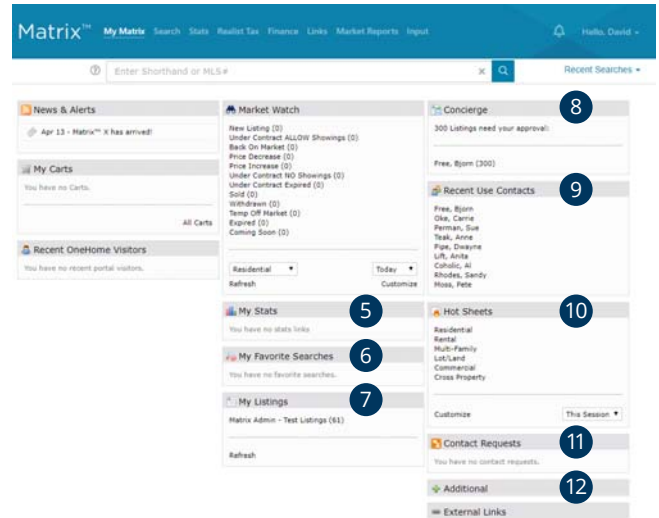 Matrix™ My Matrix Search Stats Realist Tax Finance Links Market Reports Input Hello, David
Enter Shorthand or MLS# × Recent Searches
News & Alerts
Apr 13 - Matrix™ X has arrived!
My Carts
You have no Carts.
All Carts
Recent OneHome Visitors
You have no recent portal visitors.
Market Watch
New Listing (0)
Under Contract ALLOW Showings (0)
Back On Market (0)
Price Decrease (0)
Price Increase (0)
Under Contract NO Showings (0)
Under Contract Expired (0)
Sold (0)
Withdrawn (0)
Temp Off Market (0)
Expired (0)
Coming Soon (0)
Residential Today
Refresh Customize
My Stats 5
You have no stats links
My Favorite Searches 6
You have no favorite searches.
My Listings 7
Matrix Admin - Test Listings (61)
Refresh
Concierge 8
300 Listings need your approval:
Free, Bjorn (300)
Recent Use Contacts 9
Free, Bjorn
Oke, Carrie
Perman, Sue
Teak, Anne
Pipe, Dwayne
Lift, Anita
Coholic, Al
Rhodes, Sandy
Moss, Pete
Hot Sheets 10
Residential
Rental
Multi-Family
Lot/Land
Commercial
Cross Property
Customize This Session
Contact Requests 11
You have no contact requests.
Additional 12
External Links